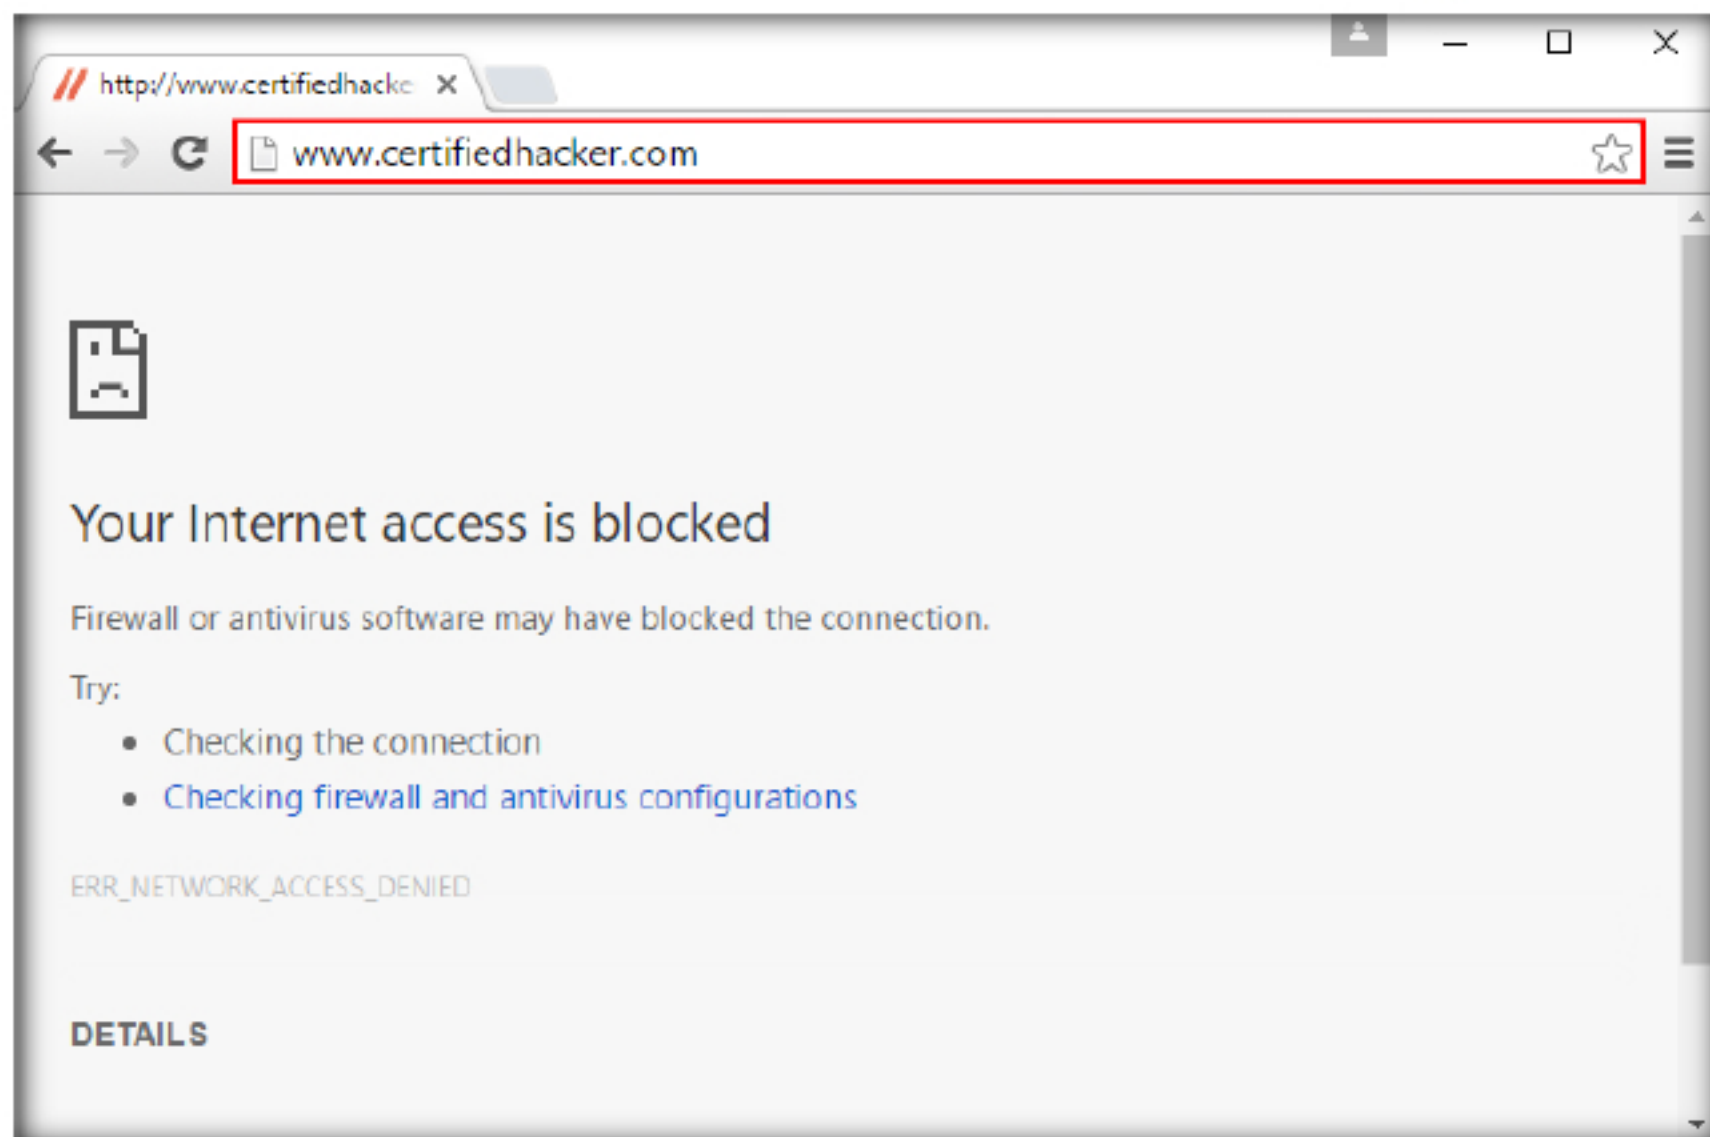 http://www.certifiedhacke
www.certifiedhacker.com
Your Internet access is blocked
Firewall or antivirus software may have blocked the connection.
Try:
Checking the connection
Checking firewall and antivirus configurations
ERR_NETWORK_ACCESS_DENIED
DETAILS